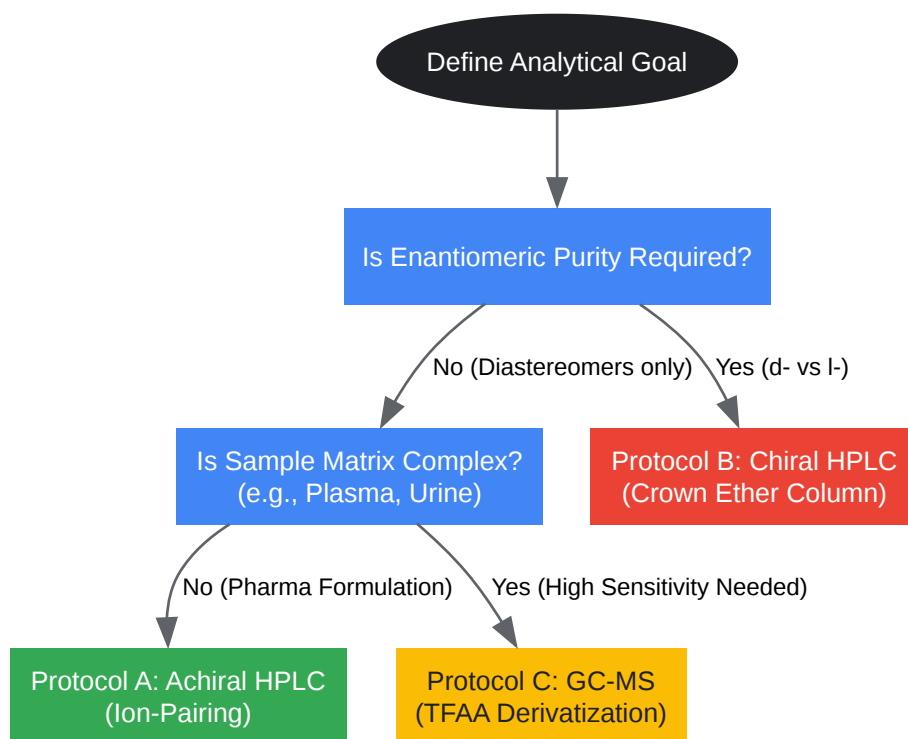 Define Analytical Goal
Is Enantiomeric Purity Required?
No (Diastereomers only)
Yes (d- vs l-)
Is Sample Matrix Complex?
(e.g., Plasma, Urine)
Protocol B: Chiral HPLC
(Crown Ether Column)
No (Pharma Formulation)
Yes (High Sensitivity Needed)
Protocol A: Achiral HPLC
(Ion-Pairing)
Protocol C: GC-MS
(TFAA Derivatization)